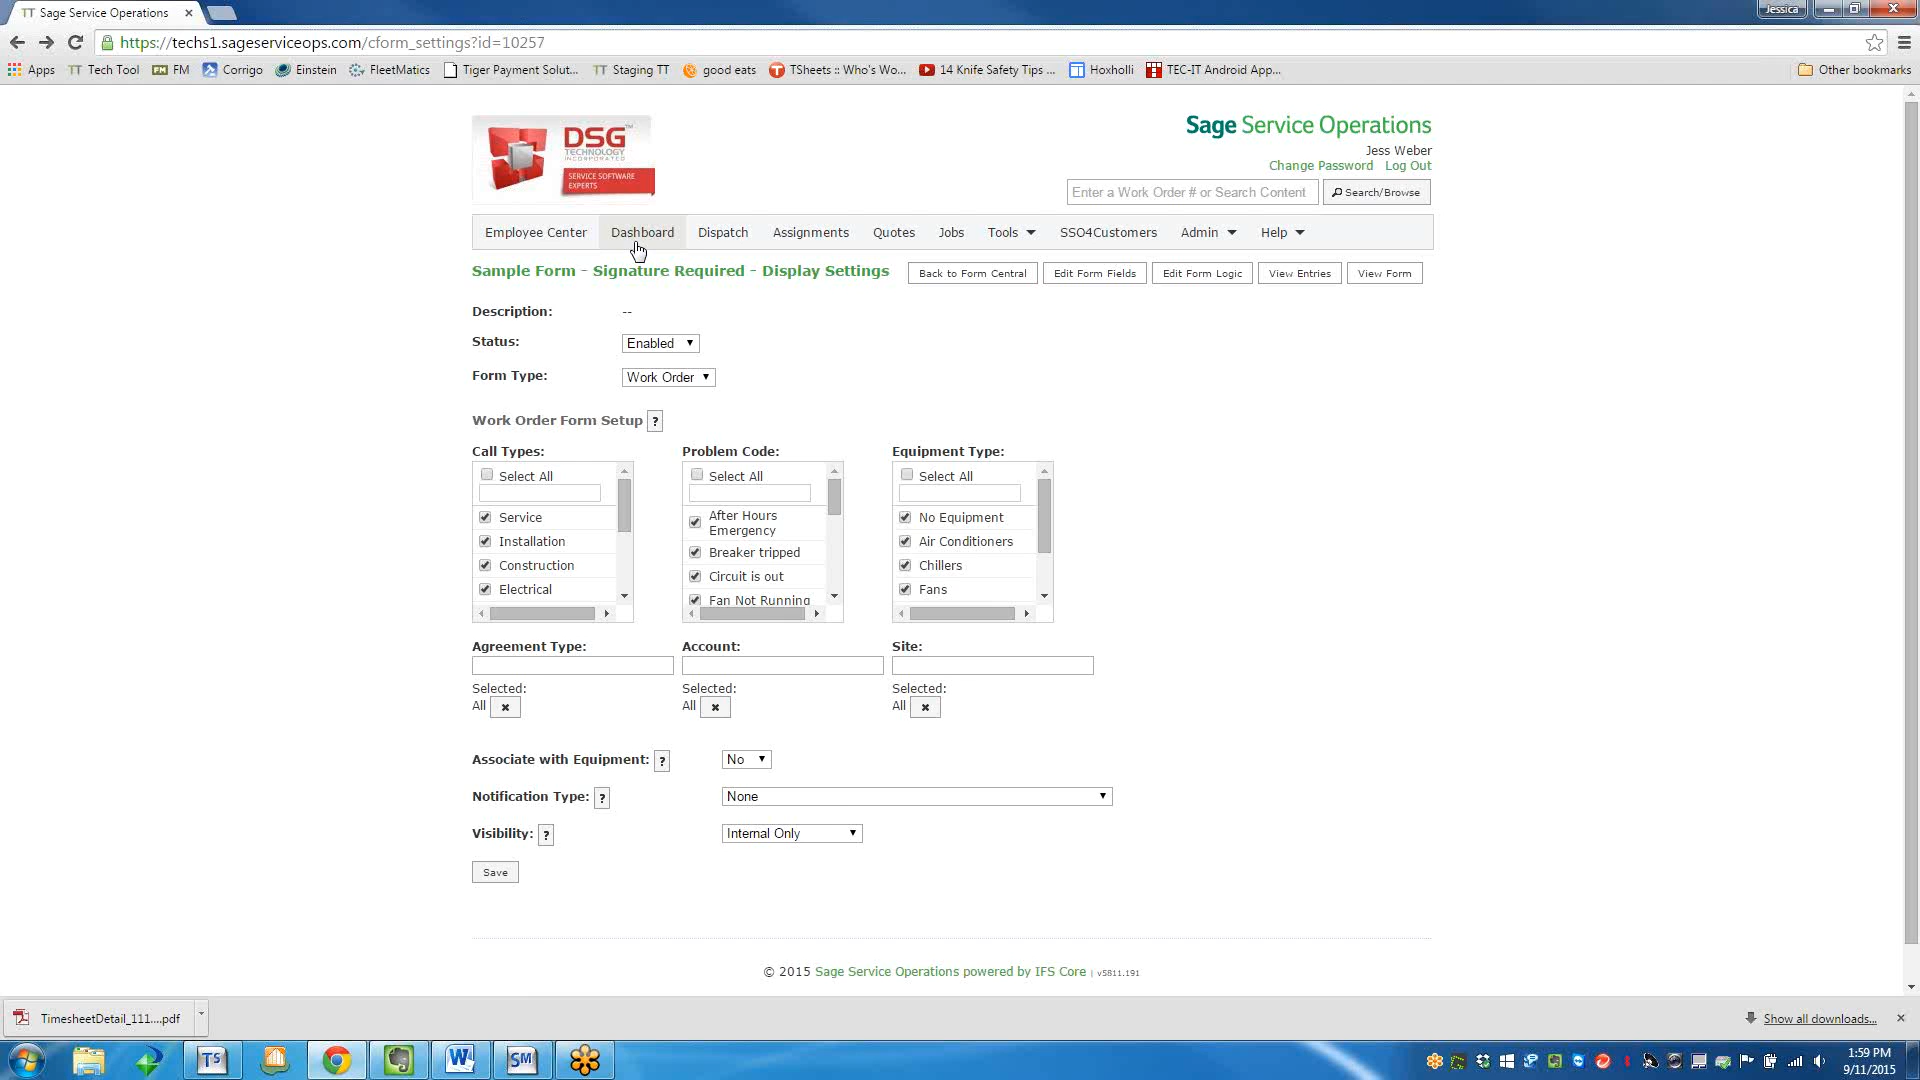 TT Sage Service Operations
Jessica
https://techs1.sageserviceops.com/cform_settings?id=10257
Apps TT Tech Tool FM FM Corrigo Einstein FleetMatics Tiger Payment Solut... TT Staging TT good eats TSheets :: Who's Wo... 14 Knife Safety Tips ... Hoxholli TEC-IT Android App... Other bookmarks
DSG™
TECHNOLOGY
INCORPORATED
SERVICE SOFTWARE
EXPERTS
Sage Service Operations
Jess Weber
Change Password Log Out
Enter a Work Order # or Search Content Search/Browse
Employee Center Dashboard Dispatch Assignments Quotes Jobs Tools SSO4Customers Admin Help
Sample Form - Signature Required - Display Settings Back to Form Central Edit Form Fields Edit Form Logic View Entries View Form
Description: --
Status: Enabled
Form Type: Work Order
Work Order Form Setup ?
Call Types: Problem Code: Equipment Type:
Select All
Service
Installation
Construction
Electrical
Select All
After Hours
Emergency
Breaker tripped
Circuit is out
Fan Not Running
Select All
No Equipment
Air Conditioners
Chillers
Fans
Agreement Type: Account: Site:
Selected: Selected: Selected:
All All All
Associate with Equipment: ? No
Notification Type: ? None
Visibility: ? Internal Only
Save
© 2015 Sage Service Operations powered by IFS Core | v5811.191
TimesheetDetail_111....pdf Show all downloads...
TS W SM
1:59 PM
9/11/2015